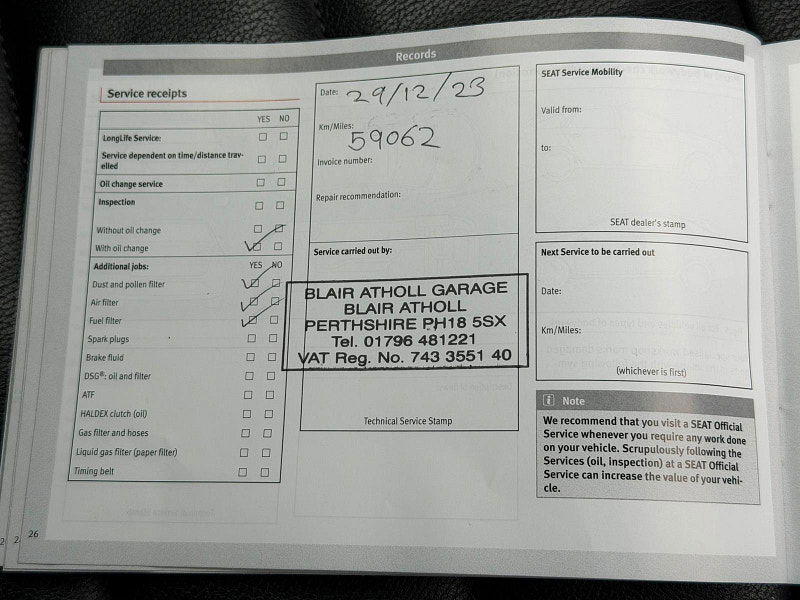 Records
Service receipts
YES NO
LongLife Service:
Service dependent on time/distance trav-
elled
Oil change service
Inspection
Without oil change
With oil change
Additional jobs: YES NO
Dust and pollen filter
Air filter
Fuel filter
Spark plugs
Brake fluid
DSG®: oil and filter
ATF
HALDEX clutch (oil)
Gas filter and hoses
Liquid gas filter (paper filter)
Timing belt
26
Date: 29/12/23
Km/Miles: 59062
Invoice number:
Repair recommendation:
Service carried out by:
BLAIR ATHOLL GARAGE
BLAIR ATHOLL
PERTHSHIRE PH18 5SX
Tel. 01796 481221
VAT Reg. No. 743 3551 40
Technical Service Stamp
SEAT Service Mobility
Valid from:
to:
SEAT dealer's stamp
Next Service to be carried out
Date:
Km/Miles:
(whichever is first)
i Note
We recommend that you visit a SEAT Official
Service whenever you require any work done
on your vehicle. Scrupulously following the
Services (oil, inspection) at a SEAT Official
Service can increase the value of your vehi-
cle.